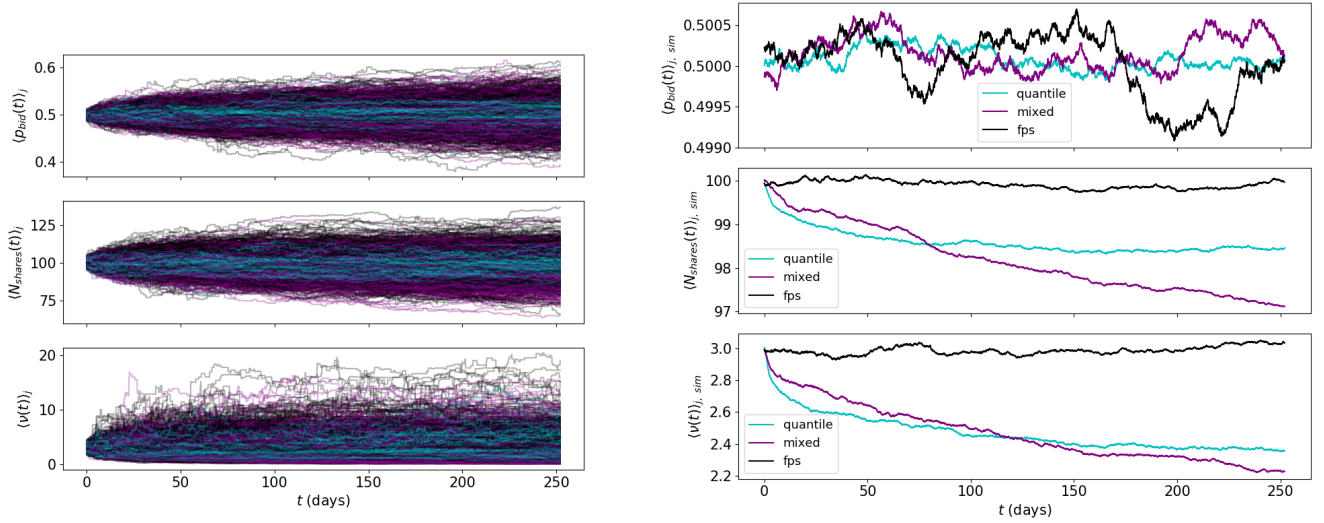 ⟨p_bid(t)⟩_j
0.6
0.5
0.4
⟨N_shares(t)⟩_j
125
100
75
⟨ν(t)⟩_j
20
10
0
0 50 100 150 200 250
t (days)
⟨p_bid(t)⟩_j, sim
0.5005
0.5000
0.4995
0.4990
quantile
mixed
fps
⟨N_shares(t)⟩_j, sim
100
99
98
97
quantile
mixed
fps
⟨ν(t)⟩_j, sim
3.0
2.8
2.6
2.4
2.2
quantile
mixed
fps
0 50 100 150 200 250
t (days)